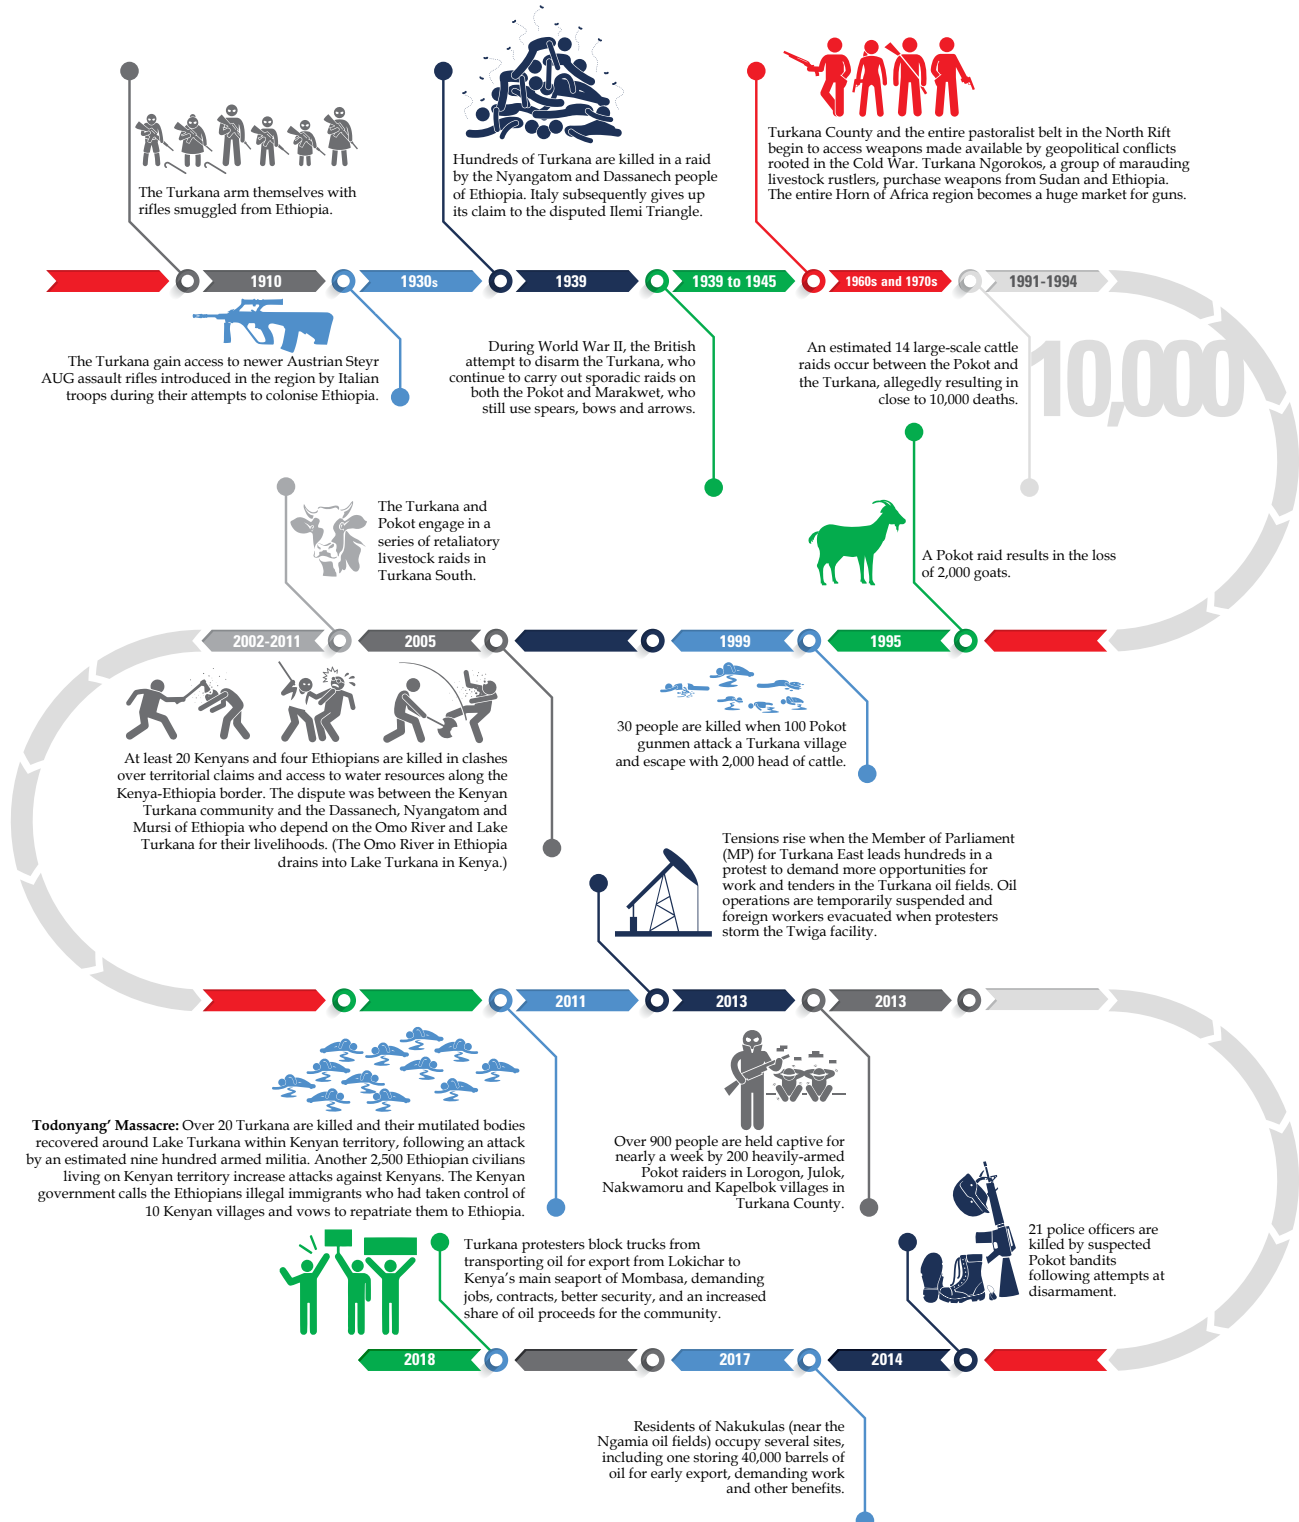 The Turkana arm themselves with
rifles smuggled from Ethiopia.
Hundreds of Turkana are killed in a raid
by the Nyangatom and Dassanech people
of Ethiopia. Italy subsequently gives up
its claim to the disputed Ilemi Triangle.
Turkana County and the entire pastoralist belt in the North Rift
begin to access weapons made available by geopolitical conflicts
rooted in the Cold War. Turkana Ngorokos, a group of marauding
livestock rustlers, purchase weapons from Sudan and Ethiopia.
The entire Horn of Africa region becomes a huge market for guns.
1910
1930s
1939
1939 to 1945
1960s and 1970s
1991-1994
The Turkana gain access to newer Austrian Steyr
AUG assault rifles introduced in the region by Italian
troops during their attempts to colonise Ethiopia.
During World War II, the British
attempt to disarm the Turkana, who
continue to carry out sporadic raids on
both the Pokot and Marakwet, who
still use spears, bows and arrows.
An estimated 14 large-scale cattle
raids occur between the Pokot and
the Turkana, allegedly resulting in
close to 10,000 deaths.
10,000
The Turkana and
Pokot engage in a
series of retaliatory
livestock raids in
Turkana South.
A Pokot raid results in the loss
of 2,000 goats.
2002-2011
2005
1999
1995
At least 20 Kenyans and four Ethiopians are killed in clashes
over territorial claims and access to water resources along the
Kenya-Ethiopia border. The dispute was between the Kenyan
Turkana community and the Dassanech, Nyangatom and
Mursi of Ethiopia who depend on the Omo River and Lake
Turkana for their livelihoods. (The Omo River in Ethiopia
drains into Lake Turkana in Kenya.)
30 people are killed when 100 Pokot
gunmen attack a Turkana village
and escape with 2,000 head of cattle.
Tensions rise when the Member of Parliament
(MP) for Turkana East leads hundreds in a
protest to demand more opportunities for
work and tenders in the Turkana oil fields. Oil
operations are temporarily suspended and
foreign workers evacuated when protesters
storm the Twiga facility.
2011
2013
2013
Todonyang’ Massacre: Over 20 Turkana are killed and their mutilated bodies
recovered around Lake Turkana within Kenyan territory, following an attack
by an estimated nine hundred armed militia. Another 2,500 Ethiopian civilians
living on Kenyan territory increase attacks against Kenyans. The Kenyan
government calls the Ethiopians illegal immigrants who had taken control of
10 Kenyan villages and vows to repatriate them to Ethiopia.
Over 900 people are held captive for
nearly a week by 200 heavily-armed
Pokot raiders in Lorogon, Julok,
Nakwamoru and Kapelbok villages in
Turkana County.
Turkana protesters block trucks from
transporting oil for export from Lokichar to
Kenya’s main seaport of Mombasa, demanding
jobs, contracts, better security, and an increased
share of oil proceeds for the community.
21 police officers are
killed by suspected
Pokot bandits
following attempts at
disarmament.
2018
2017
2014
Residents of Nakukulas (near the
Ngamia oil fields) occupy several sites,
including one storing 40,000 barrels of
oil for early export, demanding work
and other benefits.